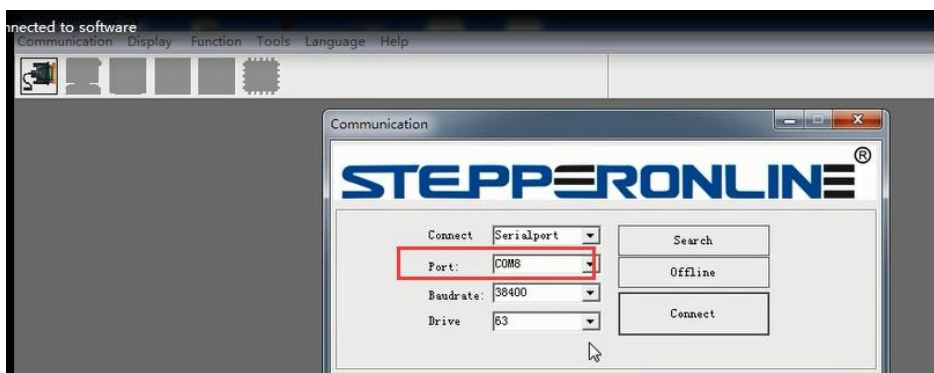 nnected to software
Communication Display Function Tools Language Help
Communication
STEPPERONLINE®
Connect Serialport Search
Port: COM8 Offline
Baudrate: 38400 Connect
Drive 63